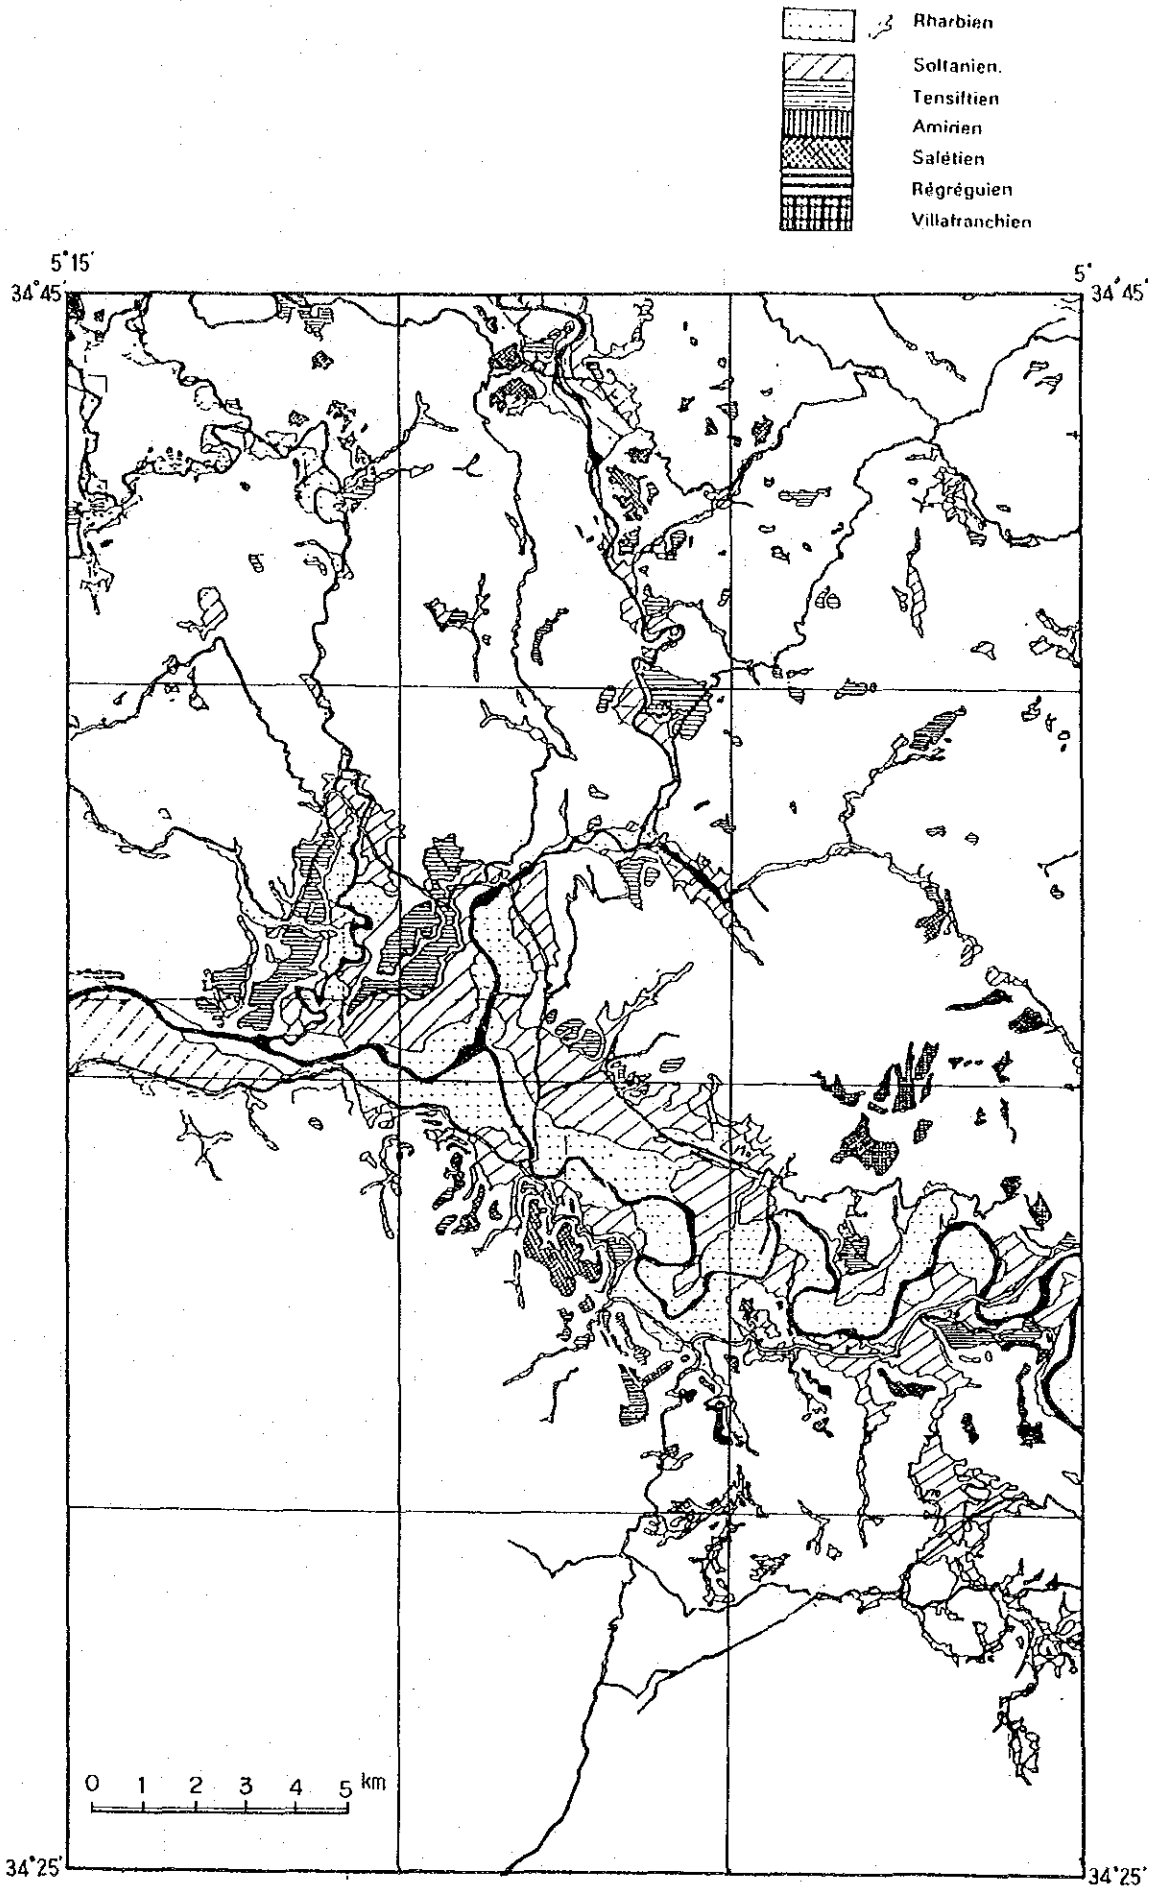 Rharbien
Soltanien.
Tensiftien
Amirien
Salétien
Régréguien
Villafranchien
5°15'
5°
34°45'
34°45'
0 1 2 3 4 5 km
34°25'
34°25'